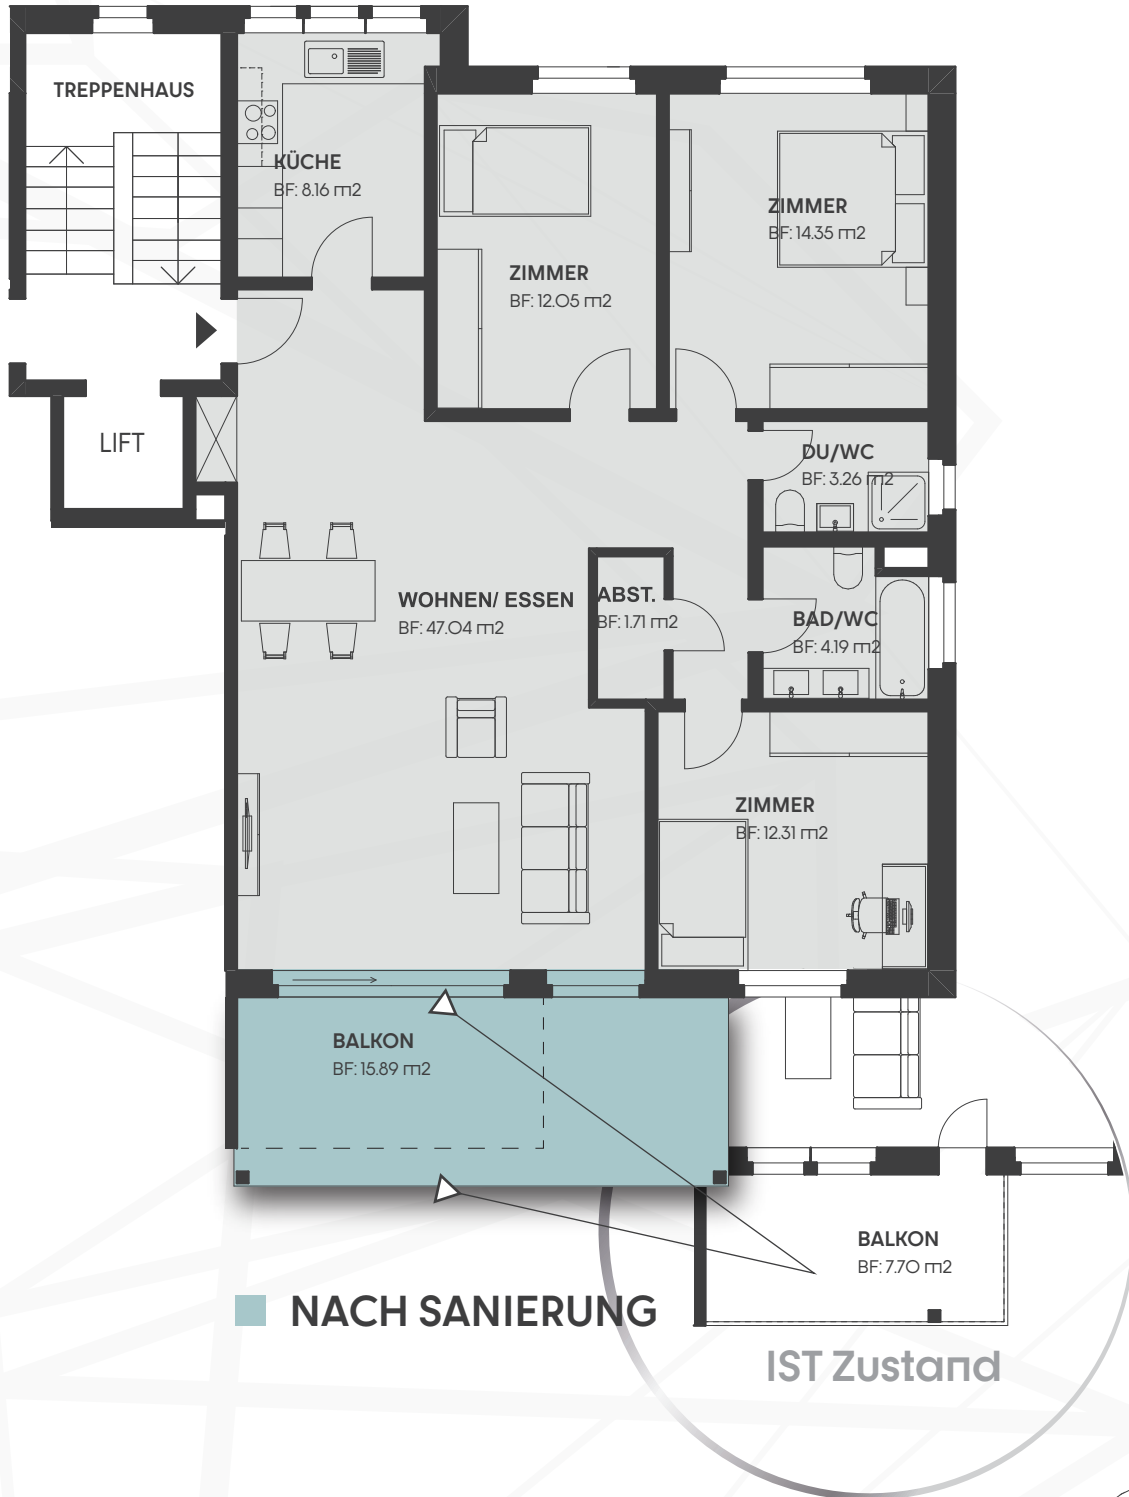 TREPPENHAUS
KÜCHE
BF: 8.16 m2
ZIMMER
BF: 14.35 m2
ZIMMER
BF: 12.05 m2
LIFT
DU/WC
BF: 3.26 m2
WOHNEN/ ESSEN
BF: 47.04 m2
ABST.
BF: 1.71 m2
BAD/WC
BF: 4.19 m2
ZIMMER
BF: 12.31 m2
BALKON
BF: 15.89 m2
BALKON
BF: 7.70 m2
NACH SANIERUNG
IST Zustand